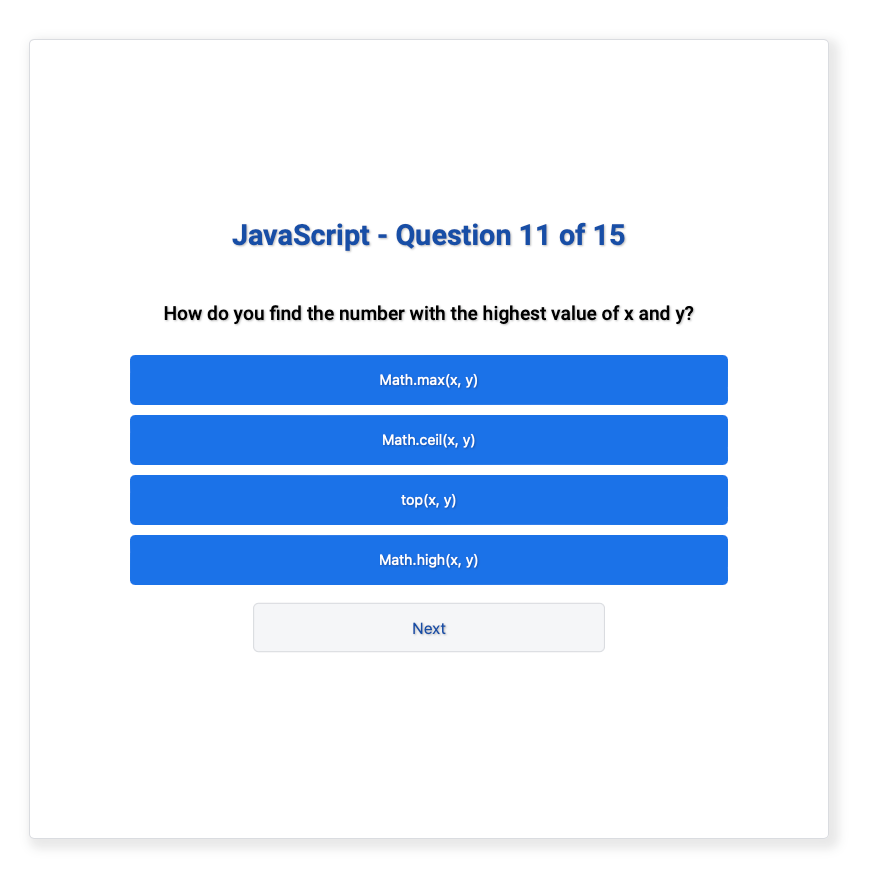 JavaScript - Question 11 of 15
How do you find the number with the highest value of x and y?
Math.max(x, y)
Math.ceil(x, y)
top(x, y)
Math.high(x, y)
Next